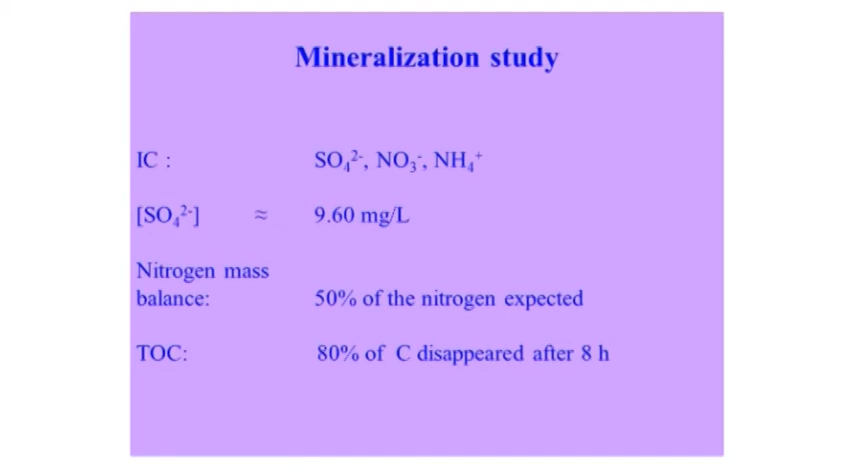 Mineralization study
IC : SO₄²⁻, NO₃⁻, NH₄⁺
[SO₄²⁻] ≈ 9.60 mg/L
Nitrogen mass
balance: 50% of the nitrogen expected
TOC: 80% of C disappeared after 8 h